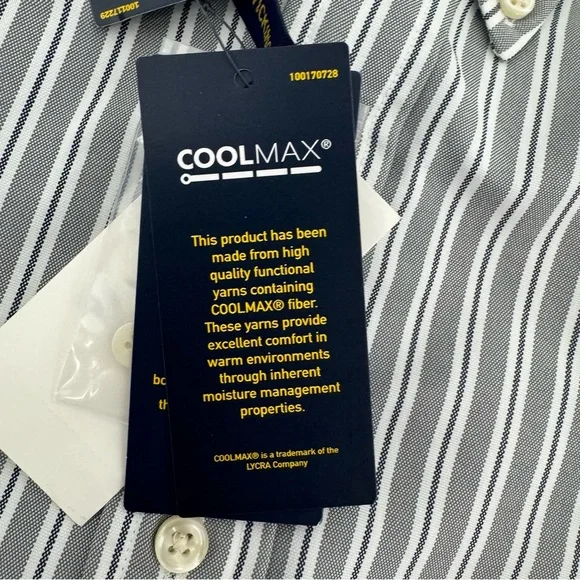 100117229
100170728
COOLMAX®
This product has been
made from high
quality functional
yarns containing
COOLMAX® fiber.
These yarns provide
excellent comfort in
warm environments
through inherent
moisture management
properties.
COOLMAX® is a trademark of the
LYCRA Company